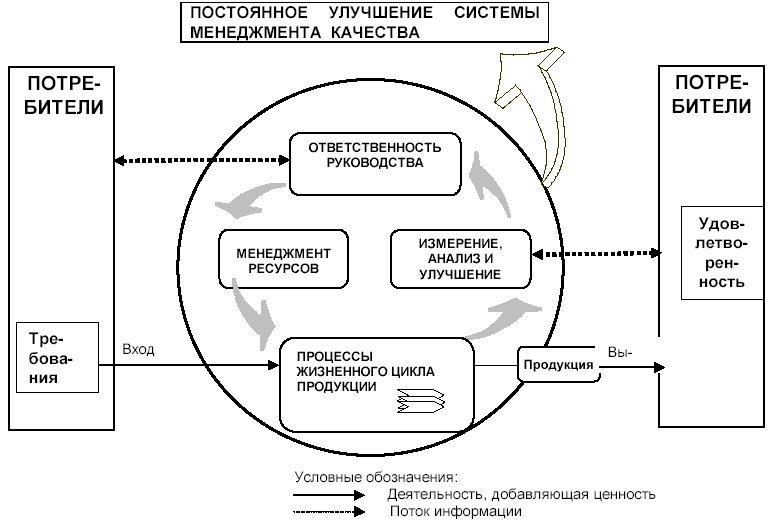 ПОСТОЯННОЕ УЛУЧШЕНИЕ СИСТЕМЫ
МЕНЕДЖМЕНТА КАЧЕСТВА
ПОТРЕ-
БИТЕЛИ
ПОТРЕ-
БИТЕЛИ
ОТВЕТСТВЕННОСТЬ
РУКОВОДСТВА
МЕНЕДЖМЕНТ
РЕСУРСОВ
ИЗМЕРЕНИЕ,
АНАЛИЗ И
УЛУЧШЕНИЕ
Удов-
летво-
рен-
ность
Тре-
бова-
ния
Вход
ПРОЦЕССЫ
ЖИЗНЕННОГО ЦИКЛА
ПРОДУКЦИИ
Продукция
Вы-
Условные обозначения:
Деятельность, добавляющая ценность
Поток информации